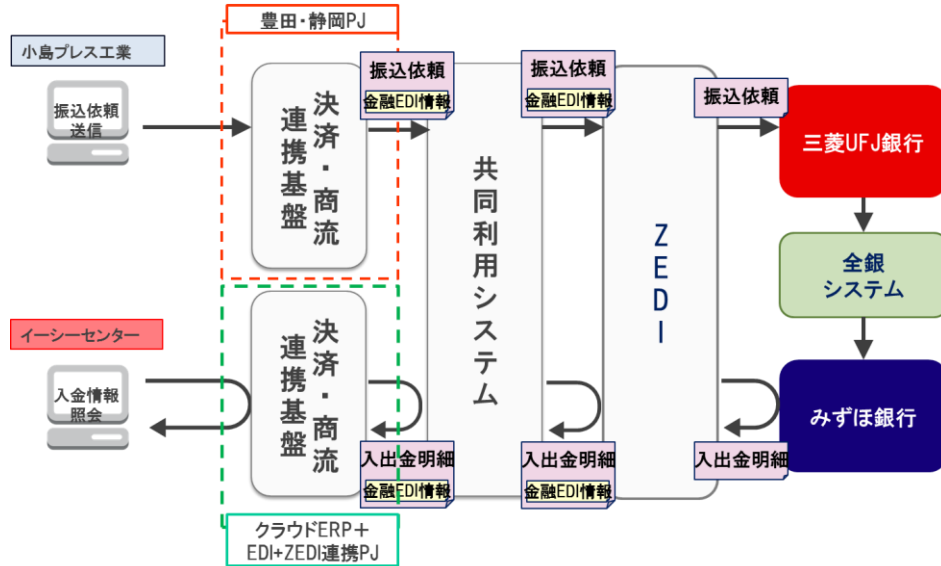 豊田・静岡PJ
小島プレス工業
振込依頼
送信
決済・商流
連携基盤
振込依頼
金融EDI情報
共同利用システム
振込依頼
金融EDI情報
ZEDI
振込依頼
三菱UFJ銀行
全銀
システム
みずほ銀行
イーシーセンター
入金情報
照会
決済・商流
連携基盤
入出金明細
金融EDI情報
入出金明細
金融EDI情報
入出金明細
クラウドERP＋
EDI+ZEDI連携PJ